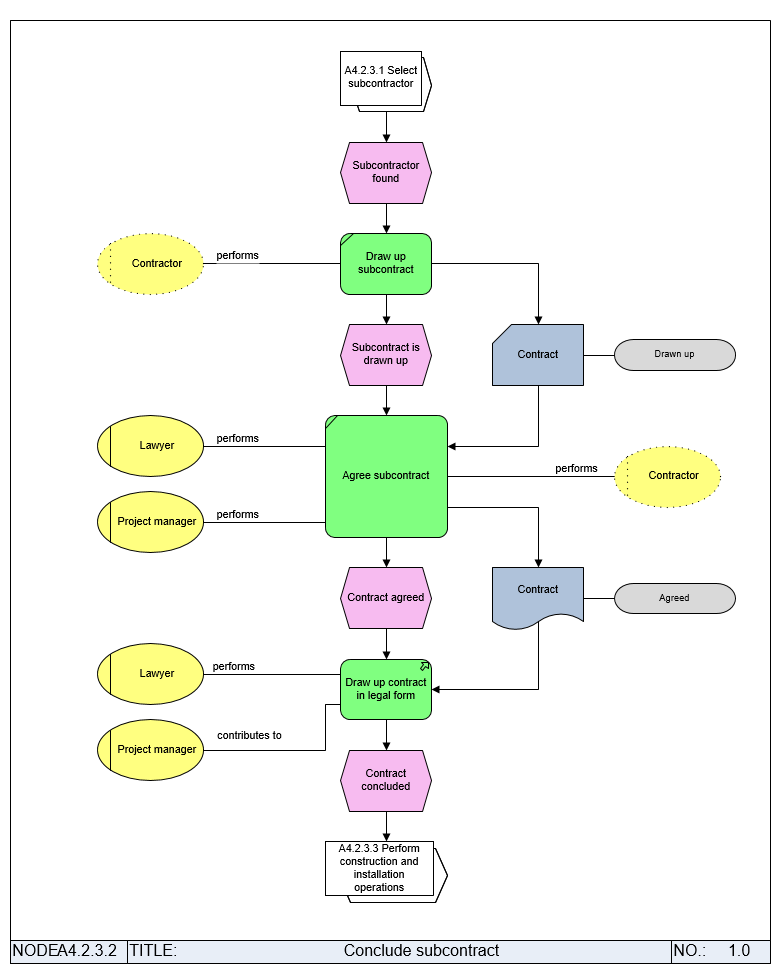 A4.2.3.1 Select
subcontractor
Subcontractor
found
Contractor
performs
Draw up
subcontract
Subcontract is
drawn up
Contract
Drawn up
Lawyer
performs
Agree subcontract
performs
Contractor
Project manager
performs
Contract agreed
Contract
Agreed
Lawyer
performs
Draw up contract
in legal form
Project manager
contributes to
Contract
concluded
A4.2.3.3 Perform
construction and
installation
operations
NODEA4.2.3.2 TITLE: Conclude subcontract NO.: 1.0